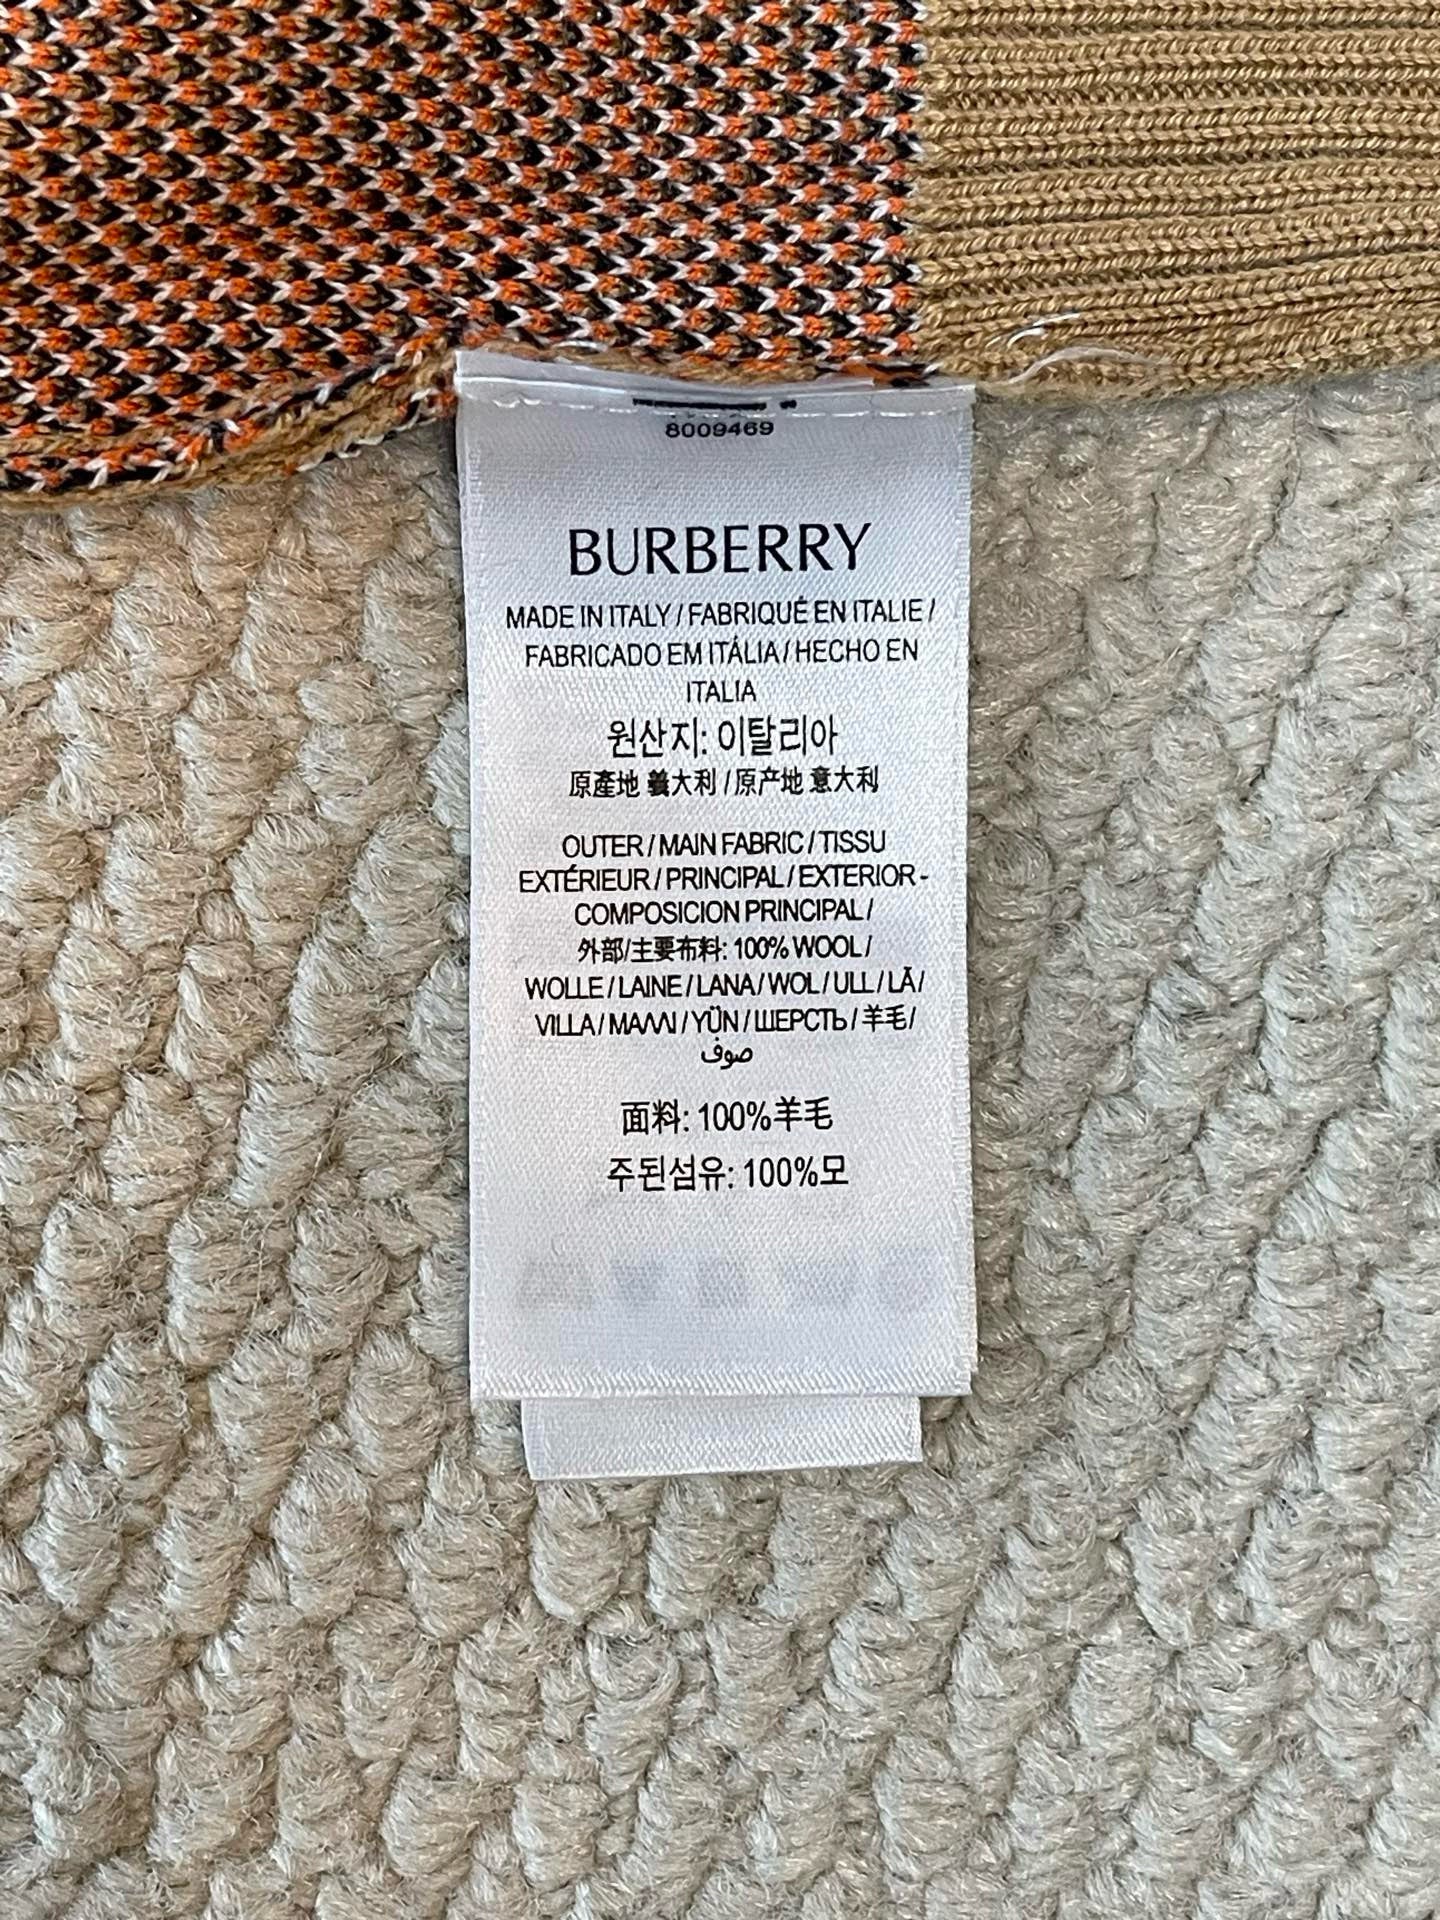 8009469
BURBERRY
MADE IN ITALY / FABRIQUÉ EN ITALIE /
FABRICADO EM ITÁLIA / HECHO EN
ITALIA
원산지: 이탈리아
原產地 義大利 / 原产地 意大利
OUTER / MAIN FABRIC / TISSU
EXTÉRIEUR / PRINCIPAL / EXTERIOR -
COMPOSICION PRINCIPAL /
外部/主要布料: 100% WOOL /
WOLLE / LAINE / LANA / WOL / ULL / LÃ /
VILLA / ΜΑΛΛΙ / YÜN / ШЕРСТЬ / 羊毛 /
صوف
面料: 100%羊毛
주된섬유: 100%모